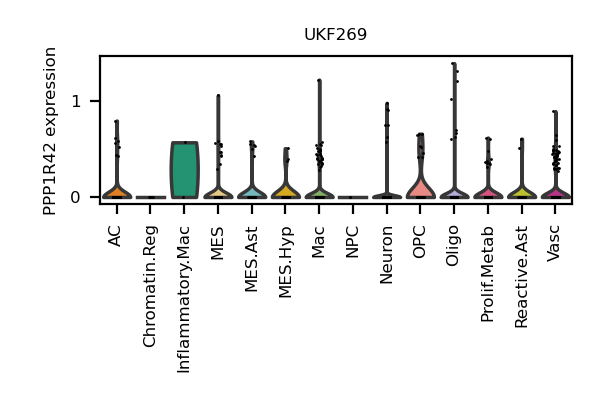 UKF269
PPP1R42 expression
1
0
AC
Chromatin.Reg
Inflammatory.Mac
MES
MES.Ast
MES.Hyp
Mac
NPC
Neuron
OPC
Oligo
Prolif.Metab
Reactive.Ast
Vasc